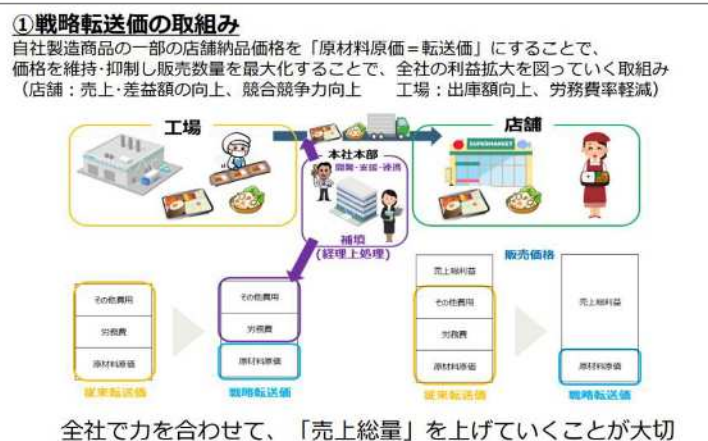 ①戦略転送価の取組み
自社製造商品の一部の店舗納品価格を「原材料原価＝転送価」にすることで、
価格を維持･抑制し販売数量を最大化することで、全社の利益拡大を図っていく取組み
（店舗：売上･差益額の向上、競合競争力向上　　工場：出庫額向上、労務費率軽減）
工場
店舗
本社本部
開発･支援･連携
SUPERMARKET
補填
(経理上処理)
販売価格
その他費用
労務費
原材料原価
従来転送価
その他費用
労務費
原材料原価
戦略転送価
売上総利益
その他費用
労務費
原材料原価
従来転送価
売上総利益
原材料原価
戦略転送価
全社で力を合わせて、「売上総量」を上げていくことが大切